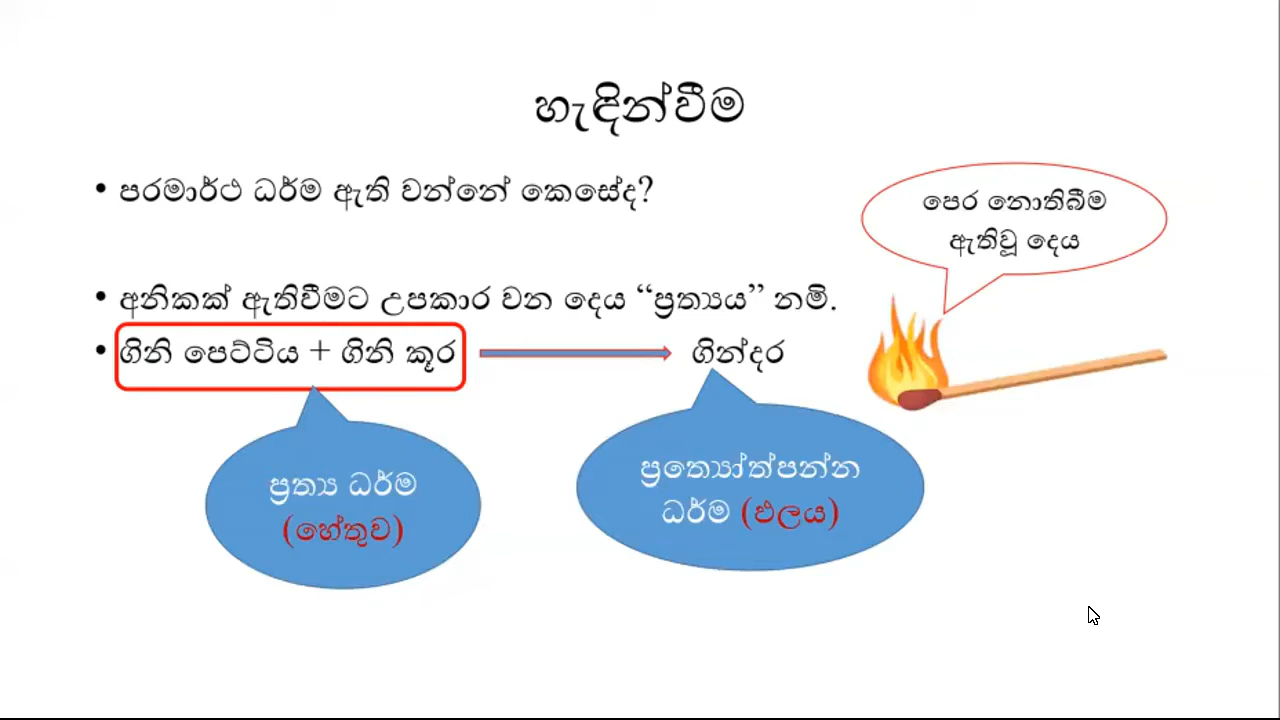 හැඳින්වීම
• පරමාර්ථ ධර්ම ඇති වන්නේ කෙසේද?
පෙර නොතිබීම
ඇතිවූ දෙය
• අනිකක් ඇතිවීමට උපකාර වන දෙය “ප්‍රත්‍යය” නමි.
• ගිනි පෙට්ටිය + ගිනි කූර ගින්දර
ප්‍රත්‍ය ධර්ම
(හේතුව)
ප්‍රත්‍යෝත්පන්න
ධර්ම (ඵලය)